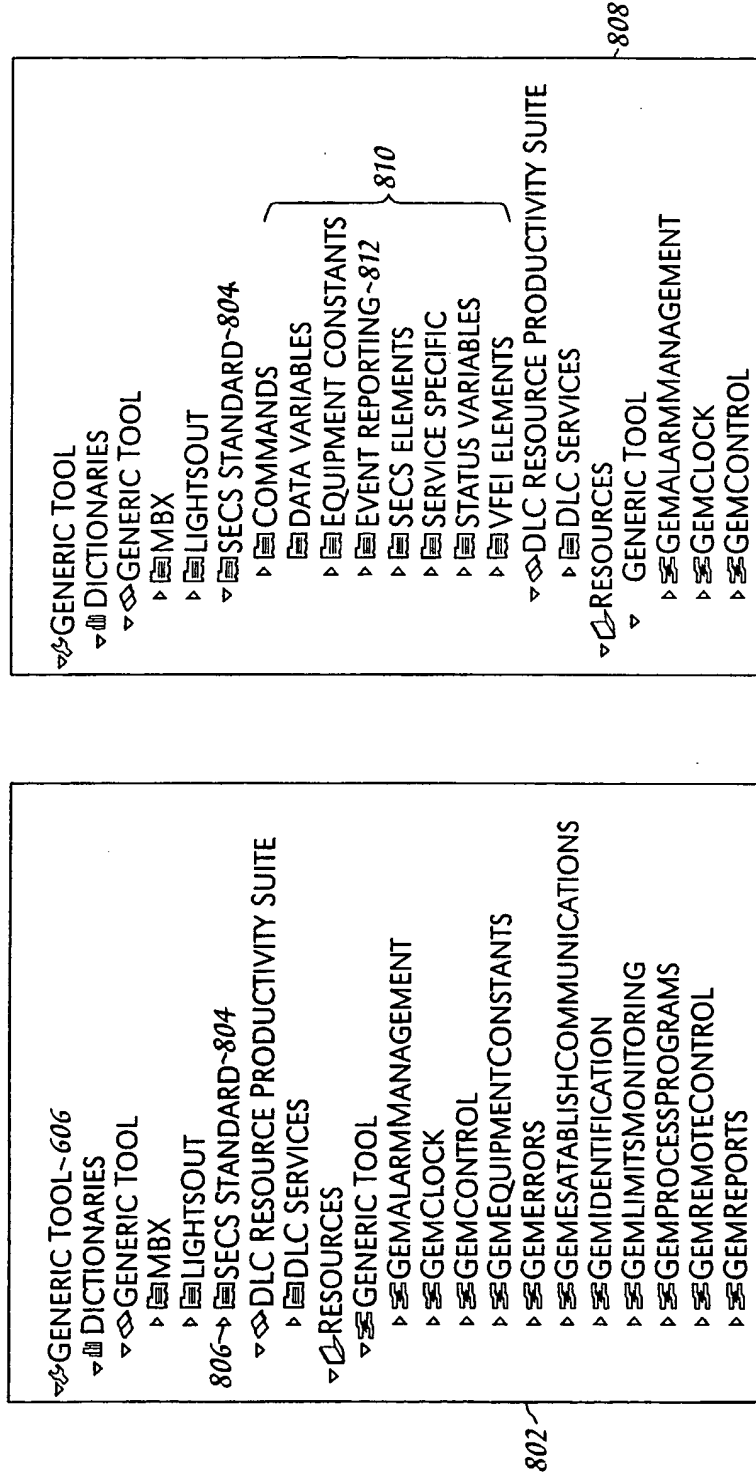 GENERIC TOOL~606
DICTIONARIES
GENERIC TOOL
MBX
LIGHTSOUT
806 SECS STANDARD~804
DLC RESOURCE PRODUCTIVITY SUITE
DLC SERVICES
RESOURCES
GENERIC TOOL
GEMALARMMANAGEMENT
GEMCLOCK
GEMCONTROL
GEMEQUIPMENTCONSTANTS
GEMERRORS
GEMESATABLISHCOMMUNICATIONS
GEMIDENTIFICATION
GEMLIMITSMONITORING
GEMPROCESSPROGRAMS
GEMREMOTECONTROL
GEMREPORTS
802
GENERIC TOOL
DICTIONARIES
GENERIC TOOL
MBX
LIGHTSOUT
SECS STANDARD~804
COMMANDS
DATA VARIABLES
EQUIPMENT CONSTANTS
EVENT REPORTING~812
SECS ELEMENTS
SERVICE SPECIFIC
STATUS VARIABLES
VFEI ELEMENTS
810
DLC RESOURCE PRODUCTIVITY SUITE
DLC SERVICES
RESOURCES
GENERIC TOOL
GEMALARMMANAGEMENT
GEMCLOCK
GEMCONTROL
808